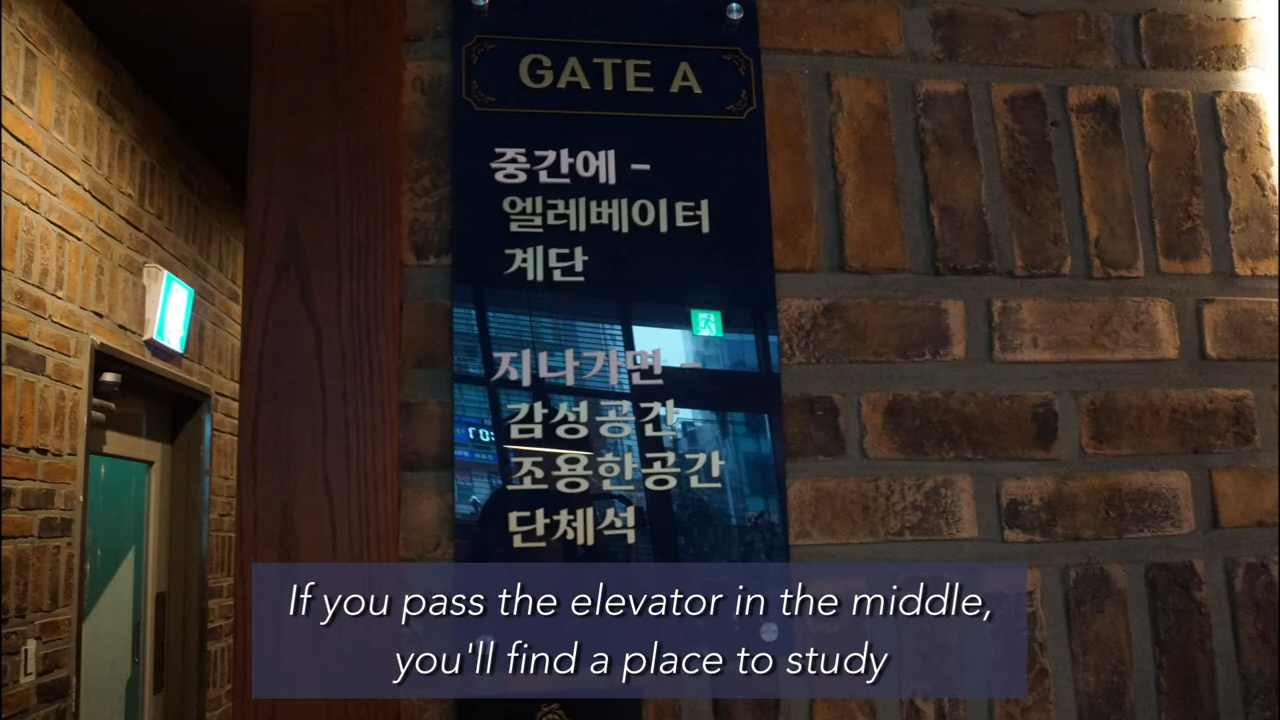 GATE A
중간에 -
엘레베이터
계단
지나가면 -
감성공간
조용한공간
단체석
If you pass the elevator in the middle,
you'll find a place to study